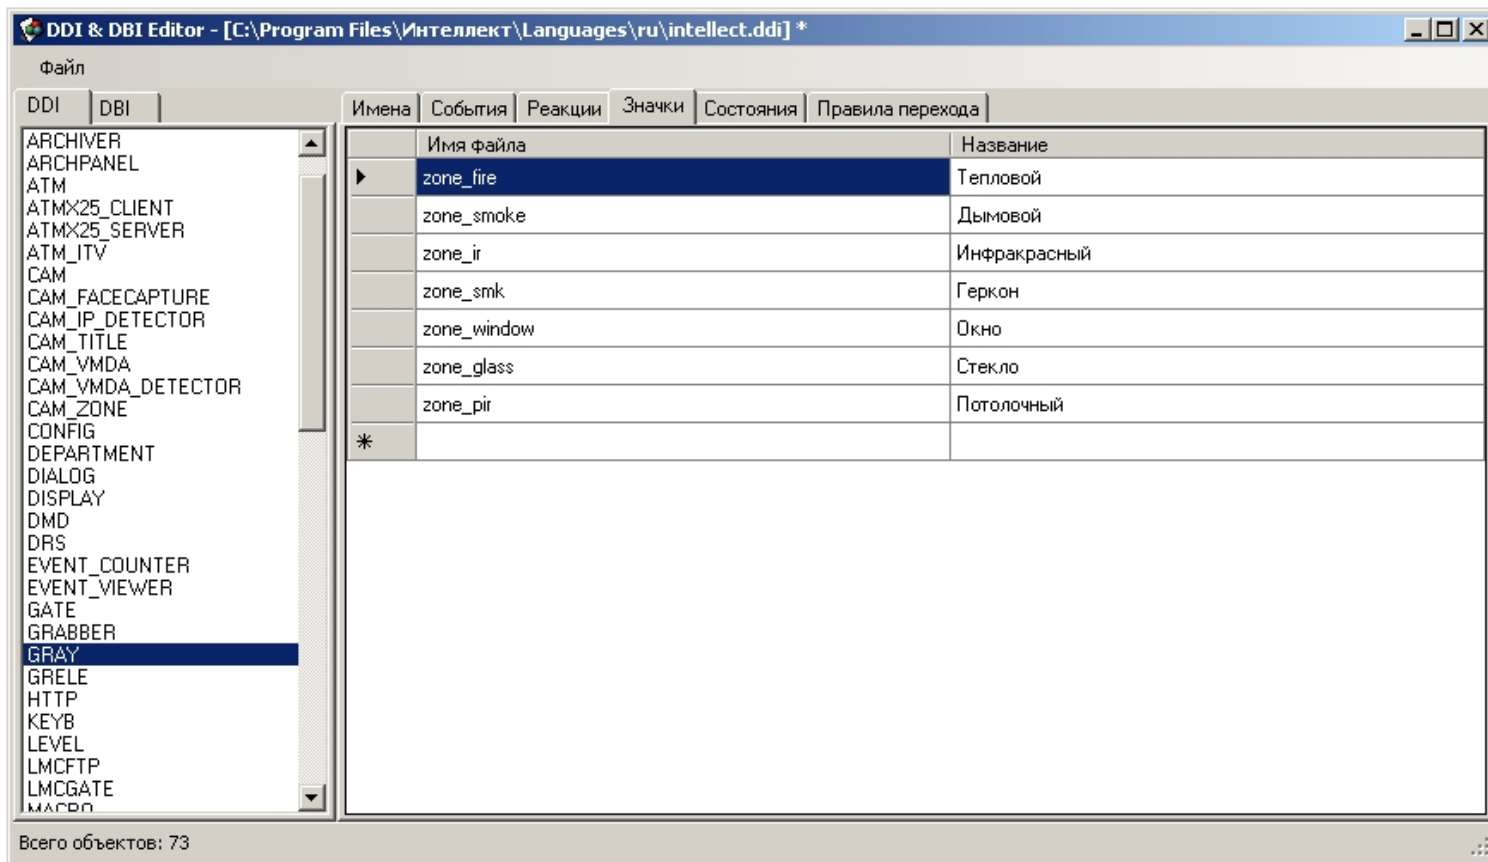 DDI & DBI Editor - [C:\Program Files\Интеллект\Languages\ru\intellect.ddi] *
Файл
DDI DBI
ARCHIVER
ARCHPANEL
ATM
ATMX25_CLIENT
ATMX25_SERVER
ATM_ITV
CAM
CAM_FACECAPTURE
CAM_IP_DETECTOR
CAM_TITLE
CAM_VMDA
CAM_VMDA_DETECTOR
CAM_ZONE
CONFIG
DEPARTMENT
DIALOG
DISPLAY
DMD
DRS
EVENT_COUNTER
EVENT_VIEWER
GATE
GRABBER
GRAY
GRELE
HTTP
KEYB
LEVEL
LMCFTP
LMCGATE
MACRO
Имена События Реакции Значки Состояния Правила перехода
Имя файла Название
zone_fire Тепловой
zone_smoke Дымовой
zone_ir Инфракрасный
zone_smk Геркон
zone_window Окно
zone_glass Стекло
zone_pir Потолочный
Всего объектов: 73